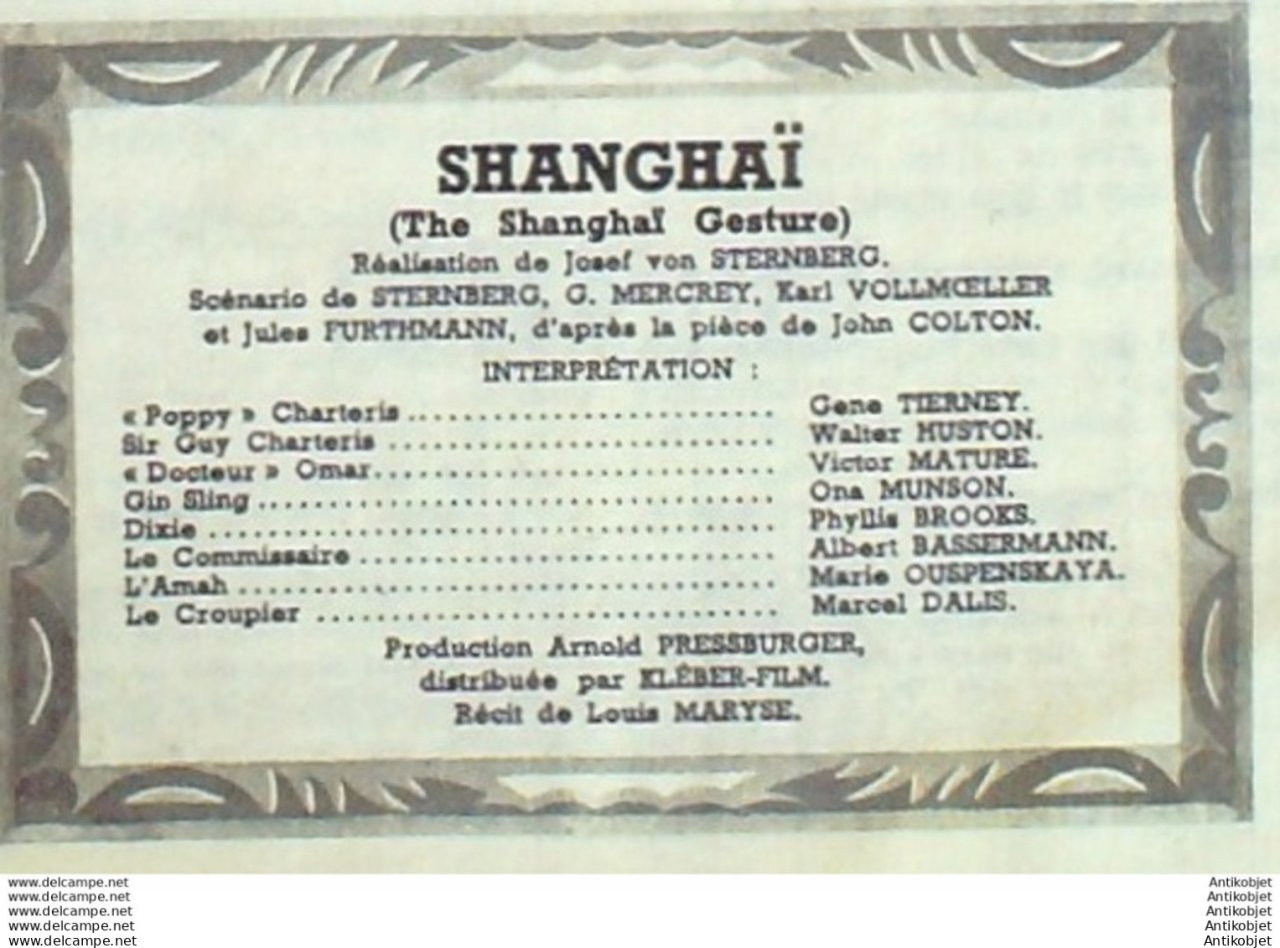 SHANGHAÏ
(The Shanghaï Gesture)
Réalisation de Josef von STERNBERG.
Scénario de STERNBERG, G. MERCREY, Karl VOLLMŒLLER
et Jules FURTHMANN, d'après la pièce de John COLTON.
INTERPRÉTATION :
« Poppy » Charteris .......................... Gene TIERNEY.
Sir Guy Charteris .......................... Walter HUSTON.
« Docteur » Omar............................ Victor MATURE.
Gin Sling .................................... Ona MUNSON.
Dixie ....................................... Phyllis BROOKS.
Le Commissaire ............................ Albert BASSERMANN.
L'Amah ..................................... Marie OUSPENSKAYA.
Le Croupier ................................ Marcel DALIS.
Production Arnold PRESSBURGER,
distribuée par KLÉBER-FILM.
Récit de Louis MARYSE.
www.delcampe.net
www.delcampe.net
www.delcampe.net
www.delcampe.net
www.delcampe.net
Antikobjet
Antikobjet
Antikobjet
Antikobjet
Antikobjet